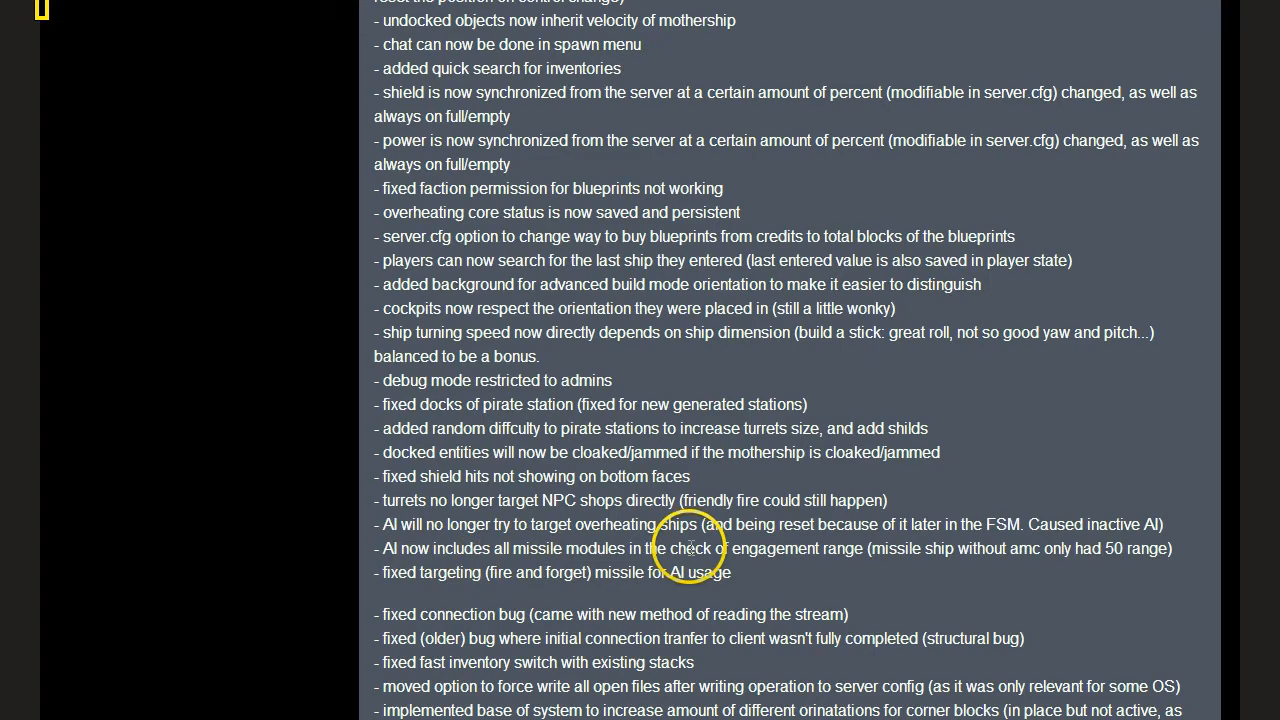 reset the position on control change)
- undocked objects now inherit velocity of mothership
- chat can now be done in spawn menu
- added quick search for inventories
- shield is now synchronized from the server at a certain amount of percent (modifiable in server.cfg) changed, as well as
always on full/empty
- power is now synchronized from the server at a certain amount of percent (modifiable in server.cfg) changed, as well as
always on full/empty
- fixed faction permission for blueprints not working
- overheating core status is now saved and persistent
- server.cfg option to change way to buy blueprints from credits to total blocks of the blueprints
- players can now search for the last ship they entered (last entered value is also saved in player state)
- added background for advanced build mode orientation to make it easier to distinguish
- cockpits now respect the orientation they were placed in (still a little wonky)
- ship turning speed now directly depends on ship dimension (build a stick: great roll, not so good yaw and pitch...)
balanced to be a bonus.
- debug mode restricted to admins
- fixed docks of pirate station (fixed for new generated stations)
- added random diffculty to pirate stations to increase turrets size, and add shilds
- docked entities will now be cloaked/jammed if the mothership is cloaked/jammed
- fixed shield hits not showing on bottom faces
- turrets no longer target NPC shops directly (friendly fire could still happen)
- AI will no longer try to target overheating ships (and being reset because of it later in the FSM. Caused inactive AI)
- AI now includes all missile modules in the check of engagement range (missile ship without amc only had 50 range)
- fixed targeting (fire and forget) missile for AI usage
- fixed connection bug (came with new method of reading the stream)
- fixed (older) bug where initial connection tranfer to client wasn't fully completed (structural bug)
- fixed fast inventory switch with existing stacks
- moved option to force write all open files after writing operation to server config (as it was only relevant for some OS)
- implemented base of system to increase amount of different orinatations for corner blocks (in place but not active, as